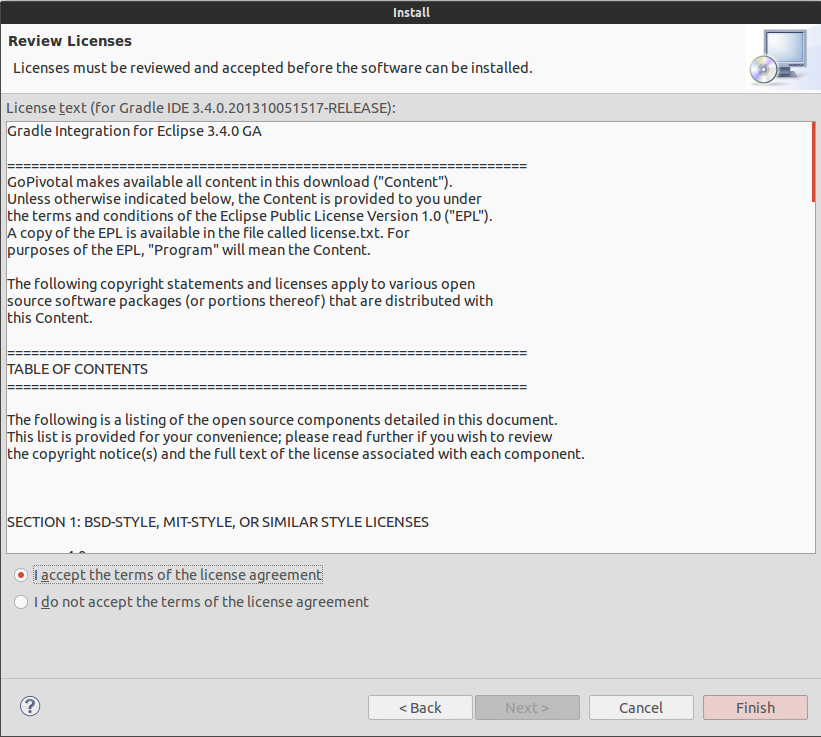 Install
Review Licenses
Licenses must be reviewed and accepted before the software can be installed.
License text (for Gradle IDE 3.4.0.201310051517-RELEASE):
Gradle Integration for Eclipse 3.4.0 GA
=================================================================
GoPivotal makes available all content in this download ("Content").
Unless otherwise indicated below, the Content is provided to you under
the terms and conditions of the Eclipse Public License Version 1.0 ("EPL").
A copy of the EPL is available in the file called license.txt. For
purposes of the EPL, "Program" will mean the Content.
The following copyright statements and licenses apply to various open
source software packages (or portions thereof) that are distributed with
this Content.
=================================================================
TABLE OF CONTENTS
=================================================================
The following is a listing of the open source components detailed in this document.
This list is provided for your convenience; please read further if you wish to review
the copyright notice(s) and the full text of the license associated with each component.
SECTION 1: BSD-STYLE, MIT-STYLE, OR SIMILAR STYLE LICENSES
I accept the terms of the license agreement
I do not accept the terms of the license agreement
?
< Back
Next >
Cancel
Finish